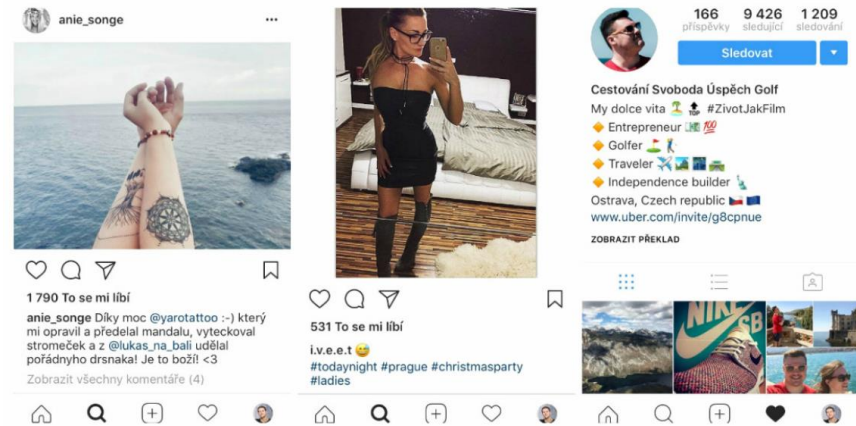 anie_songe
1 790 To se mi líbí
anie_songe Díky moc @yarotattoo :-) který
mi opravil a předelal mandalu, vyteckoval
stromeček a z @lukas_na_bali udělal
pořádnyho drsnaka! Je to boží! <3
Zobrazit všechny komentáře (4)
531 To se mi líbí
i.v.e.e.t 😅
#todaynight #prague #christmasparty
#ladies
166 9 426 1 209
příspěvky sledující sledování
Sledovat
Cestování Svoboda Úspěch Golf
My dolce vita 🏝 🔝 #ZivotJakFilm
🔸 Entrepreneur 💶 💯
🔸 Golfer ⛳ 🏌
🔸 Traveler
🔸 Independence builder 🗽
Ostrava, Czech republic 🇨🇿 🇪🇺
www.uber.com/invite/g8cpnue
ZOBRAZIT PŘEKLAD
NIKE
SB